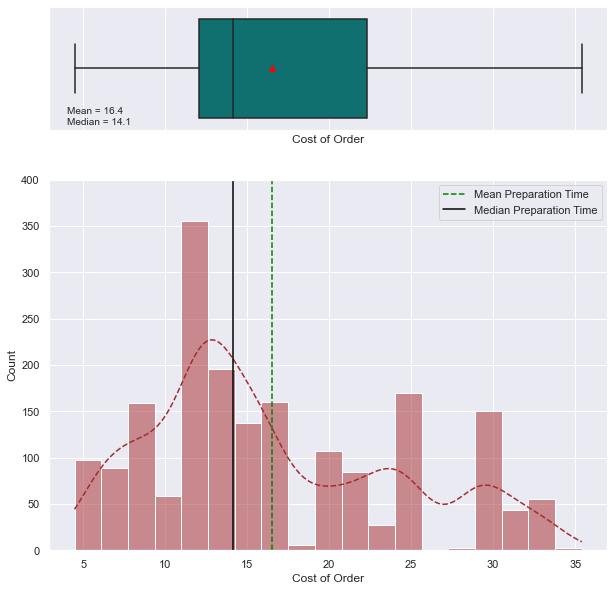 Mean = 16.4
Median = 14.1
Cost of Order
400
350
300
250
200
150
100
50
0
Count
Mean Preparation Time
Median Preparation Time
5 10 15 20 25 30 35
Cost of Order